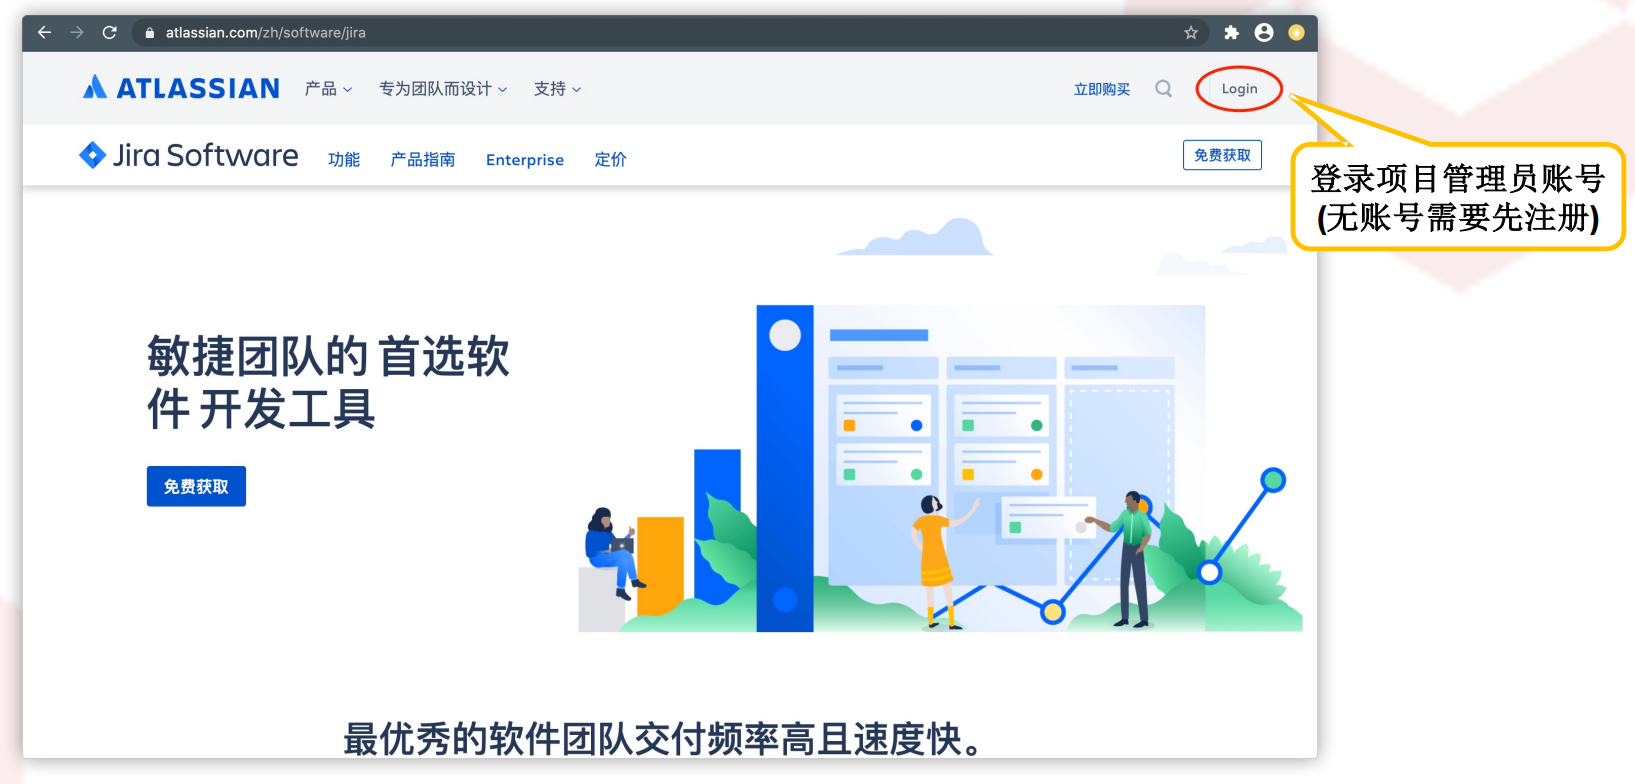 atlassian.com/zh/software/jira
ATLASSIAN 产品 专为团队而设计 支持 立即购买 Login
Jira Software 功能 产品指南 Enterprise 定价 免费获取
登录项目管理员账号
(无账号需要先注册)
敏捷团队的 首选软
件 开发工具
免费获取
最优秀的软件团队交付频率高且速度快。